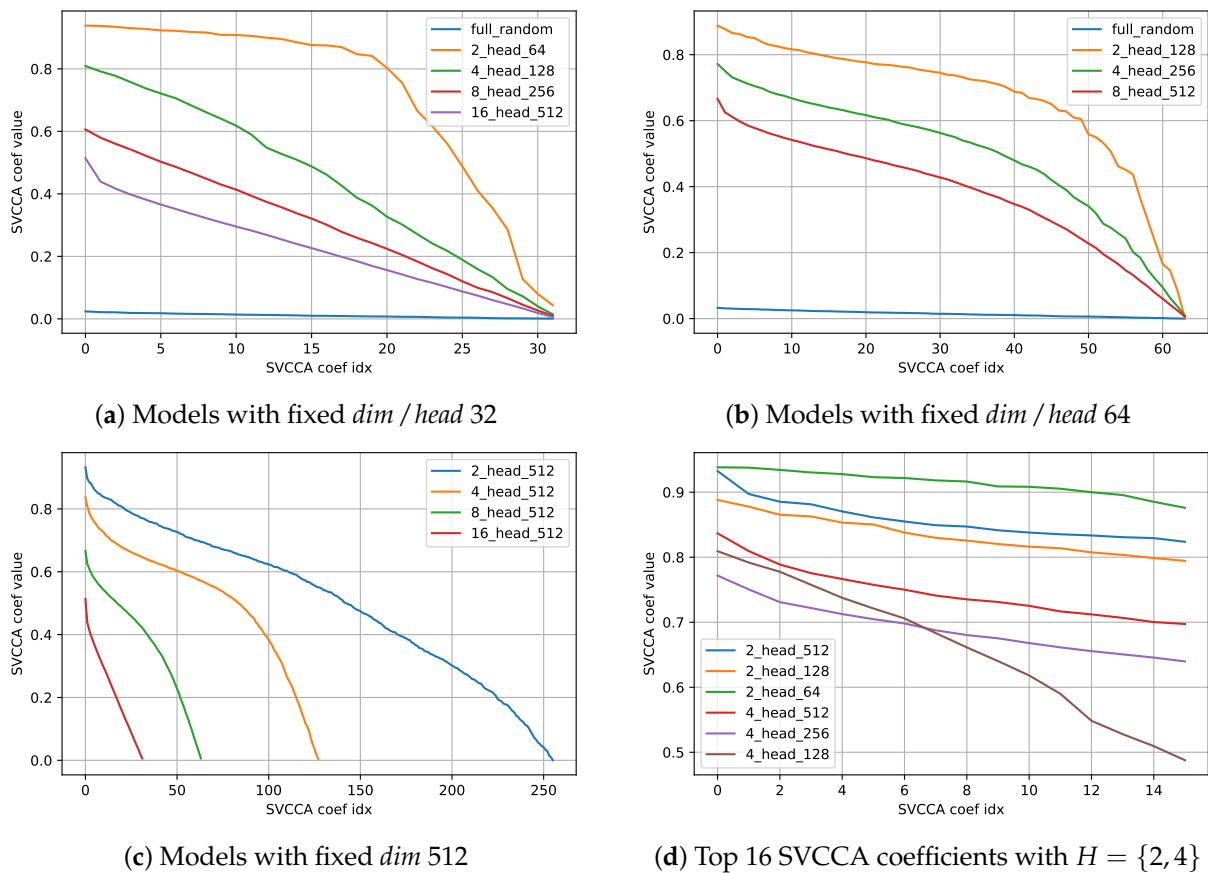 full_random
2_head_64
4_head_128
8_head_256
16_head_512
0.8
0.6
0.4
0.2
0.0
SVCCA coef value
0 5 10 15 20 25 30
SVCCA coef idx
(a) Models with fixed dim / head 32
full_random
2_head_128
4_head_256
8_head_512
0.8
0.6
0.4
0.2
0.0
SVCCA coef value
0 10 20 30 40 50 60
SVCCA coef idx
(b) Models with fixed dim / head 64
2_head_512
4_head_512
8_head_512
16_head_512
0.8
0.6
0.4
0.2
0.0
SVCCA coef value
0 50 100 150 200 250
SVCCA coef idx
(c) Models with fixed dim 512
0.9
0.8
0.7
0.6
0.5
SVCCA coef value
2_head_512
2_head_128
2_head_64
4_head_512
4_head_256
4_head_128
0 2 4 6 8 10 12 14
SVCCA coef idx
(d) Top 16 SVCCA coefficients with H = {2, 4}